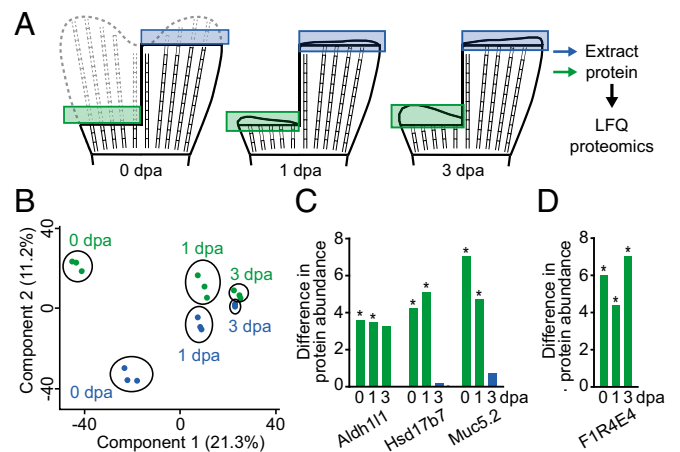 A
Extract
protein
LFQ
proteomics
0 dpa
1 dpa
3 dpa
B
Component 2 (11.2%)
40
0
-40
0 dpa
1 dpa
3 dpa
3 dpa
1 dpa
0 dpa
-40
0
40
Component 1 (21.3%)
C
Difference in
protein abundance
8
6
4
2
0
* * * * * *
0 1 3 0 1 3 0 1 3 dpa
Aldh1l1
Hsd17b7
Muc5.2
D
Difference in
protein abundance
8
6
4
2
0
* * *
0 1 3 dpa
F1R4E4